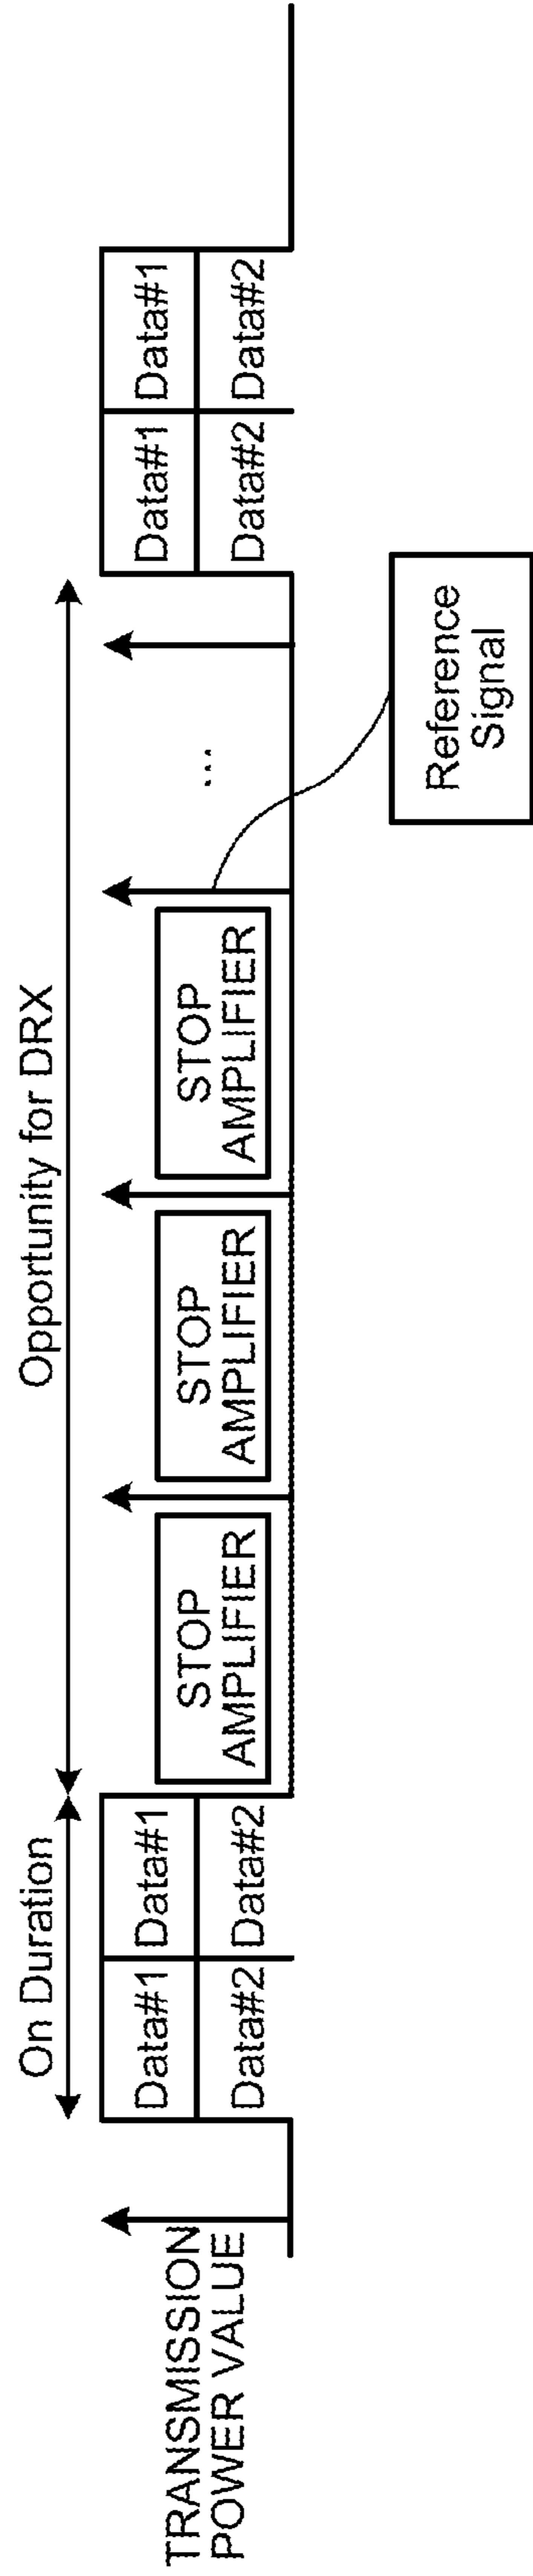 On Duration
Opportunity for DRX
TRANSMISSION
POWER VALUE
Data#1
Data#1
Data#2
Data#2
STOP
AMPLIFIER
STOP
AMPLIFIER
STOP
AMPLIFIER
...
Data#1
Data#1
Data#2
Data#2
Reference
Signal